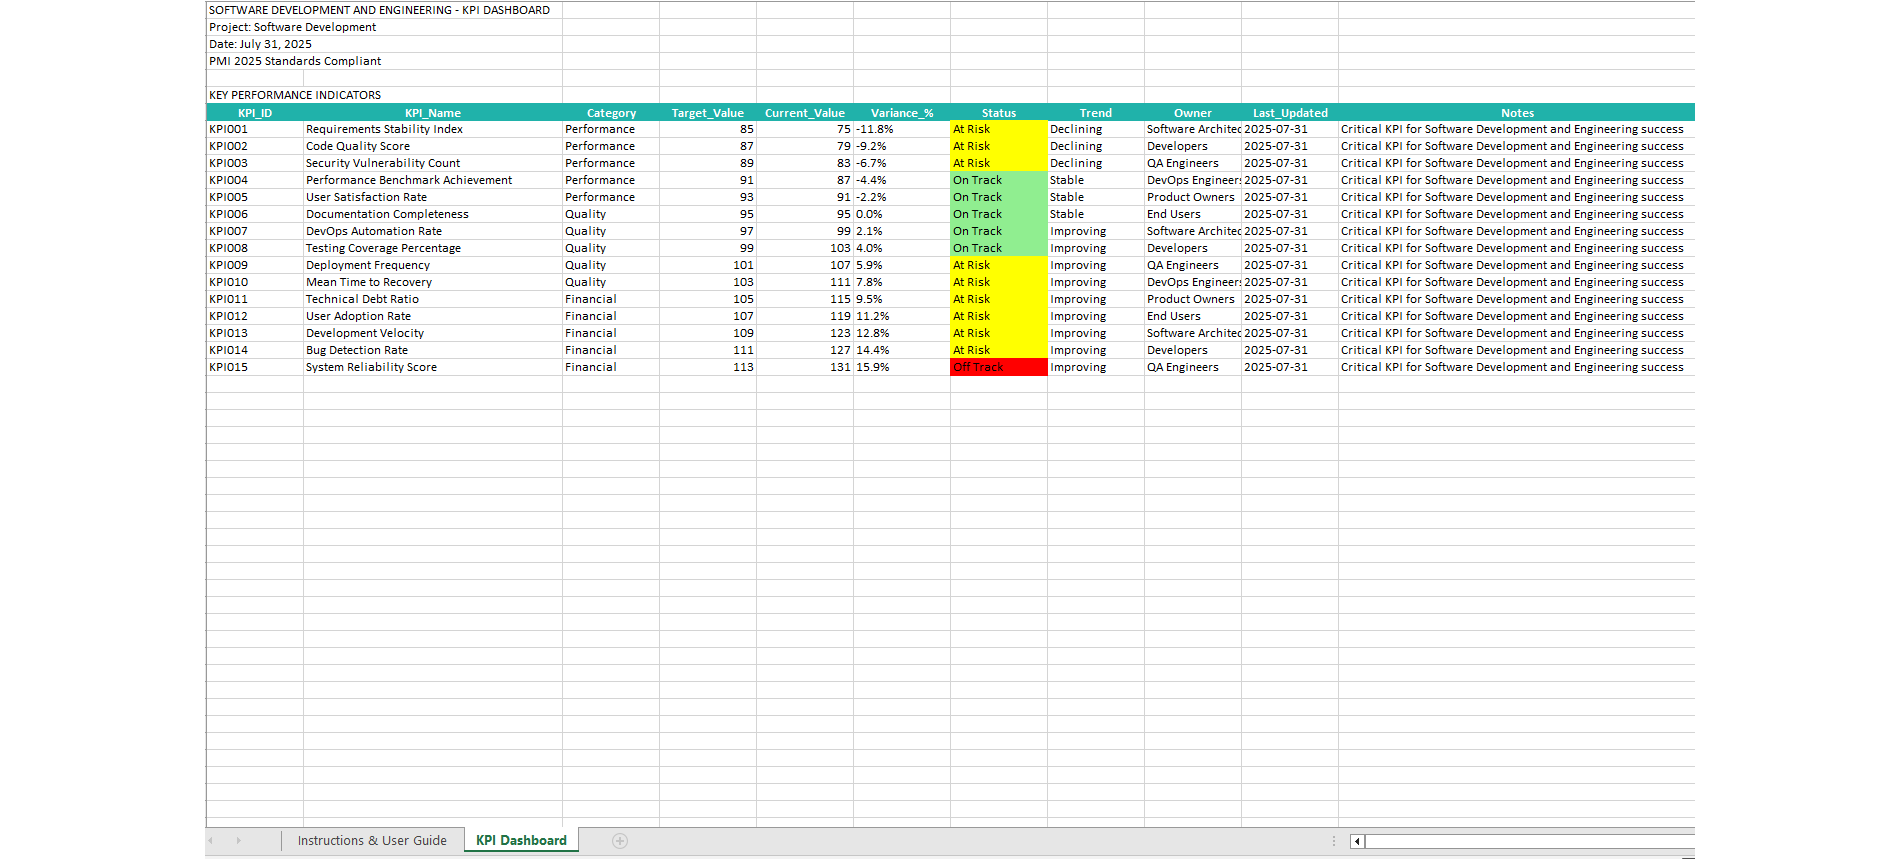 SOFTWARE DEVELOPMENT AND ENGINEERING - KPI DASHBOARD
Project: Software Development
Date: July 31, 2025
PMI 2025 Standards Compliant
KEY PERFORMANCE INDICATORS
KPI_ID KPI_Name Category Target_Value Current_Value Variance_% Status Trend Owner Last_Updated Notes
KPI001 Requirements Stability Index Performance 85 75 -11.8% At Risk Declining Software Architec 2025-07-31 Critical KPI for Software Development and Engineering success
KPI002 Code Quality Score Performance 87 79 -9.2% At Risk Declining Developers 2025-07-31 Critical KPI for Software Development and Engineering success
KPI003 Security Vulnerability Count Performance 89 83 -6.7% At Risk Declining QA Engineers 2025-07-31 Critical KPI for Software Development and Engineering success
KPI004 Performance Benchmark Achievement Performance 91 87 -4.4% On Track Stable DevOps Engineers 2025-07-31 Critical KPI for Software Development and Engineering success
KPI005 User Satisfaction Rate Performance 93 91 -2.2% On Track Stable Product Owners 2025-07-31 Critical KPI for Software Development and Engineering success
KPI006 Documentation Completeness Quality 95 95 0.0% On Track Stable End Users 2025-07-31 Critical KPI for Software Development and Engineering success
KPI007 DevOps Automation Rate Quality 97 99 2.1% On Track Improving Software Architec 2025-07-31 Critical KPI for Software Development and Engineering success
KPI008 Testing Coverage Percentage Quality 99 103 4.0% On Track Improving Developers 2025-07-31 Critical KPI for Software Development and Engineering success
KPI009 Deployment Frequency Quality 101 107 5.9% At Risk Improving QA Engineers 2025-07-31 Critical KPI for Software Development and Engineering success
KPI010 Mean Time to Recovery Quality 103 111 7.8% At Risk Improving DevOps Engineers 2025-07-31 Critical KPI for Software Development and Engineering success
KPI011 Technical Debt Ratio Financial 105 115 9.5% At Risk Improving Product Owners 2025-07-31 Critical KPI for Software Development and Engineering success
KPI012 User Adoption Rate Financial 107 119 11.2% At Risk Improving End Users 2025-07-31 Critical KPI for Software Development and Engineering success
KPI013 Development Velocity Financial 109 123 12.8% At Risk Improving Software Architec 2025-07-31 Critical KPI for Software Development and Engineering success
KPI014 Bug Detection Rate Financial 111 127 14.4% At Risk Improving Developers 2025-07-31 Critical KPI for Software Development and Engineering success
KPI015 System Reliability Score Financial 113 131 15.9% Off Track Improving QA Engineers 2025-07-31 Critical KPI for Software Development and Engineering success
Instructions & User Guide KPI Dashboard